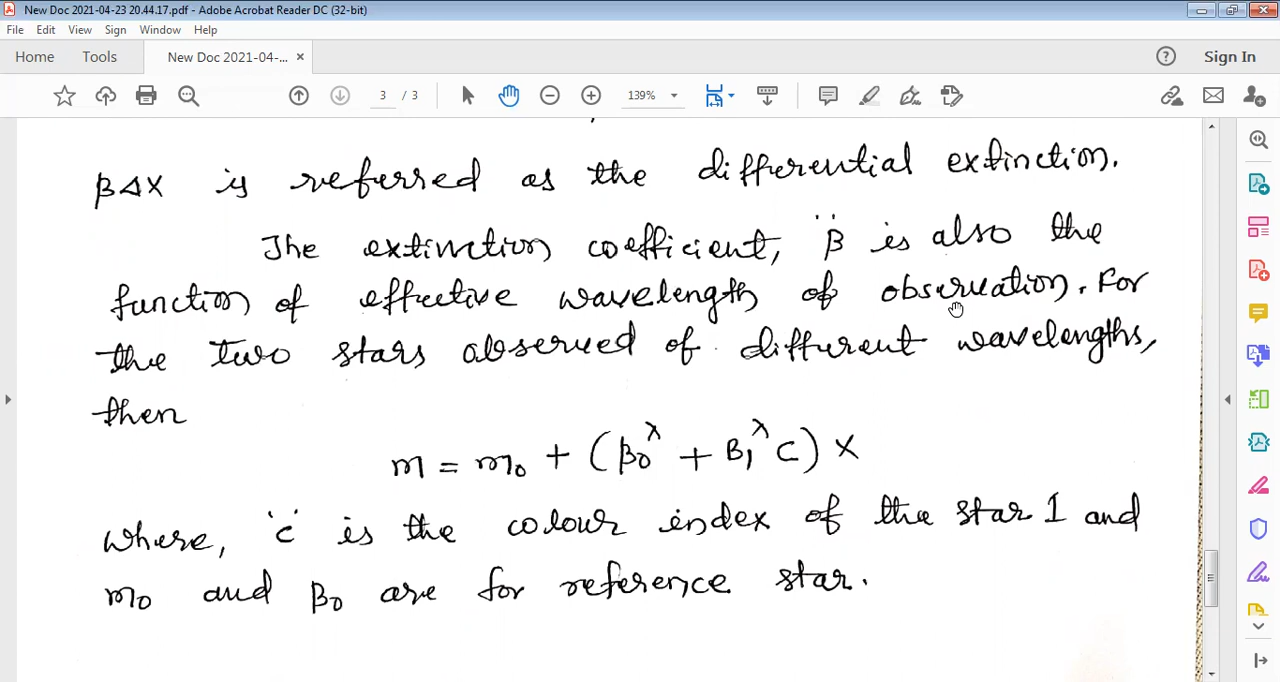 New Doc 2021-04-23 20.44.17.pdf - Adobe Acrobat Reader DC (32-bit)
File Edit View Sign Window Help
Home Tools New Doc 2021-04-... × Sign In
3 / 3 139%
β△X is referred as the differential extinction.
The extinction coefficient, "β is also the
function of effective wavelength of observation. For
the two stars observed of different wavelengths,
then
m = m₀ + (β₀^λ + β₁^λ C) X
where, 'c' is the colour index of the star 1 and
m₀ and β₀ are for reference star.